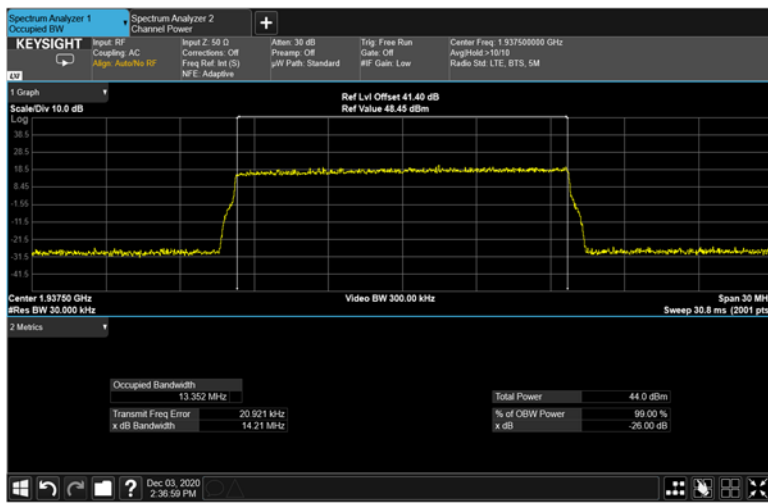 Spectrum Analyzer 1
Occupied BW
Spectrum Analyzer 2
Channel Power
KEYSIGHT
Input: RF
Coupling: AC
Align: Auto/No RF
Input Z: 50 Ω
Corrections: Off
Freq Ref: Int (S)
NFE: Adaptive
Atten: 30 dB
Preamp: Off
µW Path: Standard
Trig: Free Run
Gate: Off
#IF Gain: Low
Center Freq: 1.937500000 GHz
Avg|Hold:>10/10
Radio Std: LTE, BTS, 5M
LXI
1 Graph
Scale/Div 10.0 dB
Ref Lvl Offset 41.40 dB
Ref Value 48.45 dBm
Log
38.5
28.5
18.5
8.45
-1.55
-11.5
-21.5
-31.5
-41.5
Center 1.93750 GHz
#Res BW 30.000 kHz
Video BW 300.00 kHz
Span 30 MH
Sweep 30.8 ms (2001 pts
2 Metrics
Occupied Bandwidth
13.352 MHz
Transmit Freq Error 20.921 kHz
x dB Bandwidth 14.21 MHz
Total Power 44.0 dBm
% of OBW Power 99.00 %
x dB -26.00 dB
?
Dec 03, 2020
2:36:59 PM